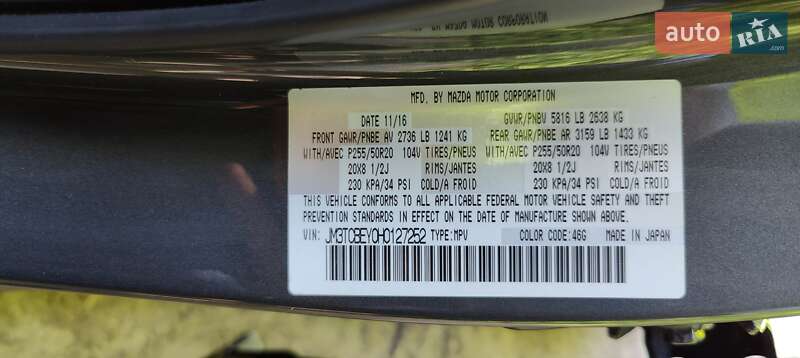 auto RIA .com
MFD. BY MAZDA MOTOR CORPORATION
DATE 11/16 GVWR/PNBV 5816 LB 2638 KG
FRONT GAWR/PNBE AV 2736 LB 1241 KG REAR GAWR/PNBE AR 3159 LB 1433 KG
WITH/AVEC P255/50R20 104V TIRES/PNEUS WITH/AVEC P255/50R20 104V TIRES/PNEUS
20X8 1/2J RIMS/JANTES 20X8 1/2J RIMS/JANTES
230 KPA/34 PSI COLD/A FROID 230 KPA/34 PSI COLD/A FROID
THIS VEHICLE CONFORMS TO ALL APPLICABLE FEDERAL MOTOR VEHICLE SAFETY AND THEFT
PREVENTION STANDARDS IN EFFECT ON THE DATE OF MANUFACTURE SHOWN ABOVE.
VIN: JM3TCBEY0H0127252 TYPE:MPV COLOR CODE:46G MADE IN JAPAN